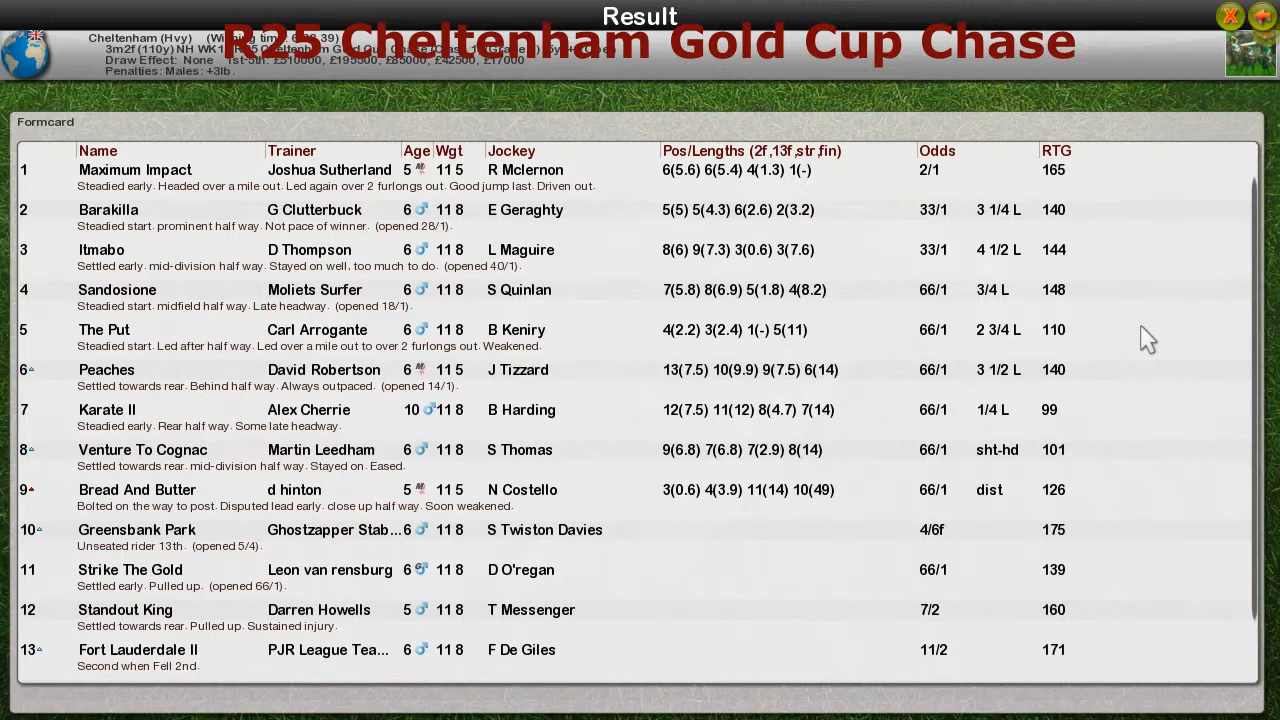 Result
R35 Cheltenham Gold Cup Chase
Cheltenham (Hvy)
Draw Effect: None 1st-5th: £510000, £195500, £85000, £42500, £17000
Penalties: Males: +3lb.
Formcard
Name Trainer Age Wgt Jockey Pos/Lengths (2f,13f,str,fin) Odds RTG
1 Maximum Impact Joshua Sutherland 5 11 5 R Mclernon 6(5.6) 6(5.4) 4(1.3) 1(-) 2/1 165
Steadied early. Headed over a mile out. Led again over 2 furlongs out. Good jump last. Driven out.
2 Barakilla G Clutterbuck 6 11 8 E Geraghty 5(5) 5(4.3) 6(2.6) 2(3.2) 33/1 3 1/4 L 140
Steadied start. prominent half way. Not pace of winner. (opened 28/1).
3 Itmabo D Thompson 6 11 8 L Maguire 8(6) 9(7.3) 3(0.6) 3(7.6) 33/1 4 1/2 L 144
Settled early. mid-division half way. Stayed on well, too much to do. (opened 40/1).
4 Sandosione Moliets Surfer 6 11 8 S Quinlan 7(5.8) 8(6.9) 5(1.8) 4(8.2) 66/1 3/4 L 148
Steadied start. midfield half way. Late headway. (opened 18/1).
5 The Put Carl Arrogante 6 11 8 B Keniry 4(2.2) 3(2.4) 1(-) 5(11) 66/1 2 3/4 L 110
Steadied start. Led after half way. Led over a mile out to over 2 furlongs out. Weakened.
6 Peaches David Robertson 6 11 5 J Tizzard 13(7.5) 10(9.9) 9(7.5) 6(14) 66/1 3 1/2 L 140
Settled towards rear. Behind half way. Always outpaced. (opened 14/1).
7 Karate II Alex Cherrie 10 11 8 B Harding 12(7.5) 11(12) 8(4.7) 7(14) 66/1 1/4 L 99
Steadied early. Rear half way. Some late headway.
8 Venture To Cognac Martin Leedham 6 11 8 S Thomas 9(6.8) 7(6.8) 7(2.9) 8(14) 66/1 sht-hd 101
Settled towards rear. mid-division half way. Stayed on. Eased.
9 Bread And Butter d hinton 5 11 5 N Costello 3(0.6) 4(3.9) 11(14) 10(49) 66/1 dist 126
Bolted on the way to post. Disputed lead early. close up half way. Soon weakened.
10 Greensbank Park Ghostzapper Stab... 6 11 8 S Twiston Davies 4/6f 175
Unseated rider 13th. (opened 5/4).
11 Strike The Gold Leon van rensburg 6 11 8 D O'regan 66/1 139
Settled early. Pulled up. (opened 66/1).
12 Standout King Darren Howells 5 11 8 T Messenger 7/2 160
Settled towards rear. Pulled up. Sustained injury.
13 Fort Lauderdale II PJR League Tea... 6 11 8 F De Giles 11/2 171
Second when Fell 2nd.